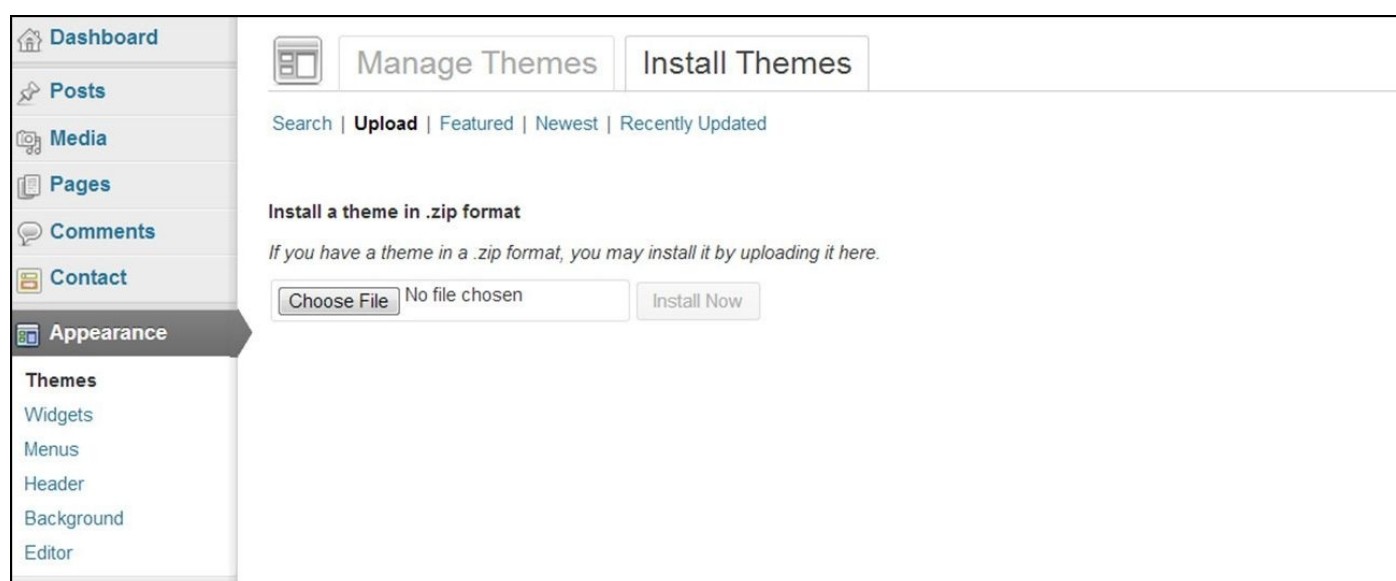 Dashboard
Posts
Media
Pages
Comments
Contact
Appearance
Themes
Widgets
Menus
Header
Background
Editor
Manage Themes Install Themes
Search | Upload | Featured | Newest | Recently Updated
Install a theme in .zip format
If you have a theme in a .zip format, you may install it by uploading it here.
Choose File No file chosen Install Now